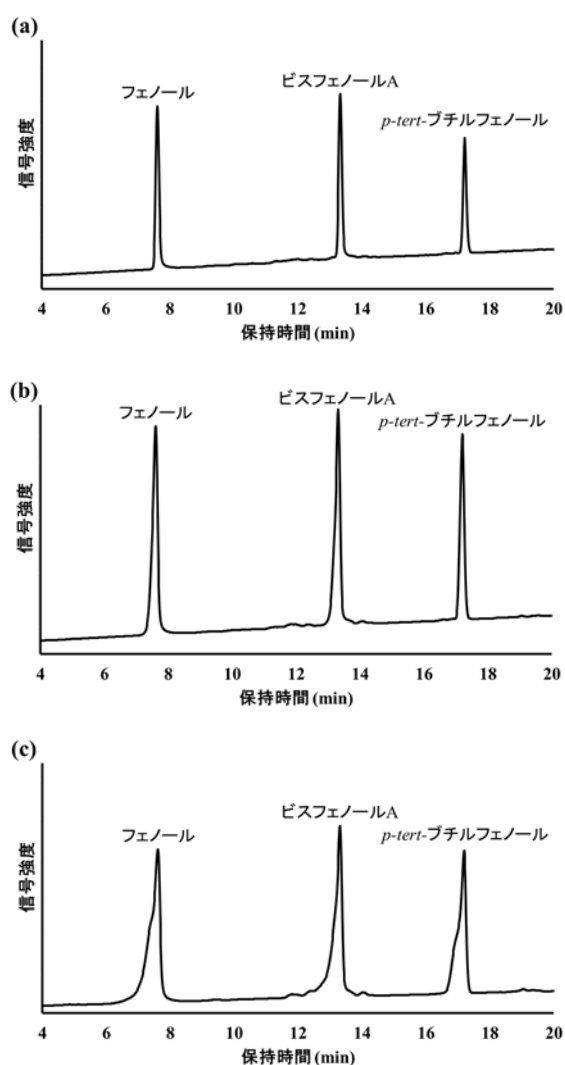 (a)
フェノール
ビスフェノールA
p-tert-ブチルフェノール
信号強度
4 6 8 10 12 14 16 18 20
保持時間 (min)
(b)
フェノール
ビスフェノールA
p-tert-ブチルフェノール
信号強度
4 6 8 10 12 14 16 18 20
保持時間 (min)
(c)
フェノール
ビスフェノールA
p-tert-ブチルフェノール
信号強度
4 6 8 10 12 14 16 18 20
保持時間 (min)